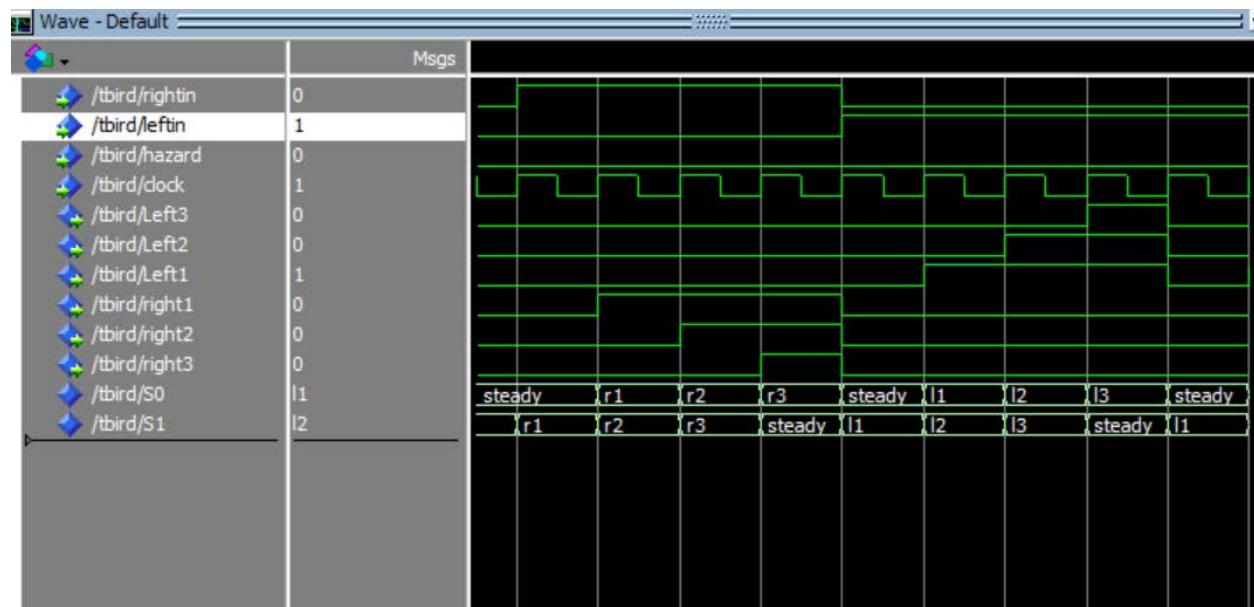 Wave - Default
Msgs
/tbird/rightin 0
/tbird/leftin 1
/tbird/hazard 0
/tbird/clock 1
/tbird/Left3 0
/tbird/Left2 0
/tbird/Left1 1
/tbird/right1 0
/tbird/right2 0
/tbird/right3 0
/tbird/S0 l1 steady r1 r2 r3 steady l1 l2 l3 steady
/tbird/S1 l2 r1 r2 r3 steady l1 l2 l3 steady l1